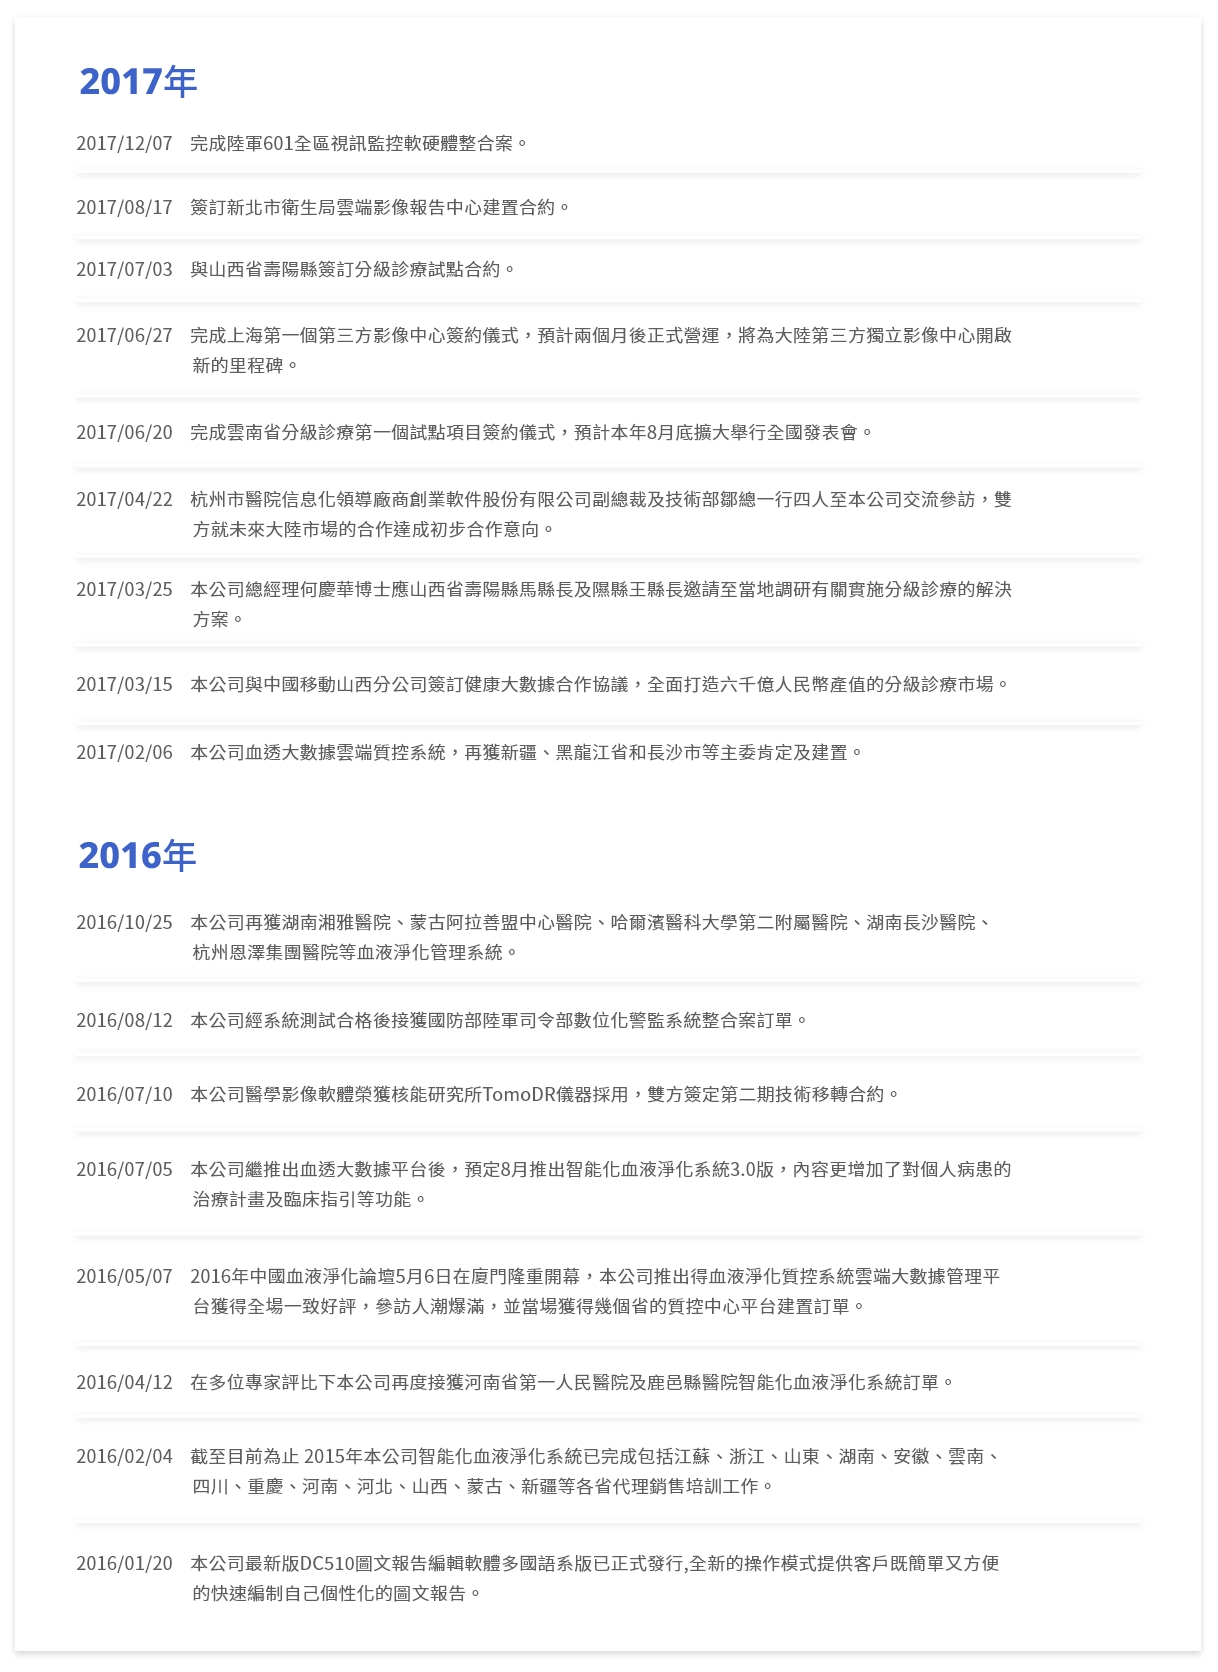 2017年
2017/12/07 完成陸軍601全區視訊監控軟硬體整合案。
2017/08/17 簽訂新北市衛生局雲端影像報告中心建置合約。
2017/07/03 與山西省壽陽縣簽訂分級診療試點合約。
2017/06/27 完成上海第一個第三方影像中心簽約儀式，預計兩個月後正式營運，將為大陸第三方獨立影像中心開啟
新的里程碑。
2017/06/20 完成雲南省分級診療第一個試點項目簽約儀式，預計本年8月底擴大舉行全國發表會。
2017/04/22 杭州市醫院信息化領導廠商創業軟件股份有限公司副總裁及技術部鄒總一行四人至本公司交流參訪，雙
方就未來大陸市場的合作達成初步合作意向。
2017/03/25 本公司總經理何慶華博士應山西省壽陽縣馬縣長及隰縣王縣長邀請至當地調研有關實施分級診療的解決
方案。
2017/03/15 本公司與中國移動山西分公司簽訂健康大數據合作協議，全面打造六千億人民幣產值的分級診療市場。
2017/02/06 本公司血透大數據雲端質控系統，再獲新疆、黑龍江省和長沙市等主委肯定及建置。
2016年
2016/10/25 本公司再獲湖南湘雅醫院、蒙古阿拉善盟中心醫院、哈爾濱醫科大學第二附屬醫院、湖南長沙醫院、
杭州恩澤集團醫院等血液淨化管理系統。
2016/08/12 本公司經系統測試合格後接獲國防部陸軍司令部數位化警監系統整合案訂單。
2016/07/10 本公司醫學影像軟體榮獲核能研究所TomoDR儀器採用，雙方簽定第二期技術移轉合約。
2016/07/05 本公司繼推出血透大數據平台後，預定8月推出智能化血液淨化系統3.0版，內容更增加了對個人病患的
治療計畫及臨床指引等功能。
2016/05/07 2016年中國血液淨化論壇5月6日在廈門隆重開幕，本公司推出得血液淨化質控系統雲端大數據管理平
台獲得全場一致好評，參訪人潮爆滿，並當場獲得幾個省的質控中心平台建置訂單。
2016/04/12 在多位專家評比下本公司再度接獲河南省第一人民醫院及鹿邑縣醫院智能化血液淨化系統訂單。
2016/02/04 截至目前為止 2015年本公司智能化血液淨化系統已完成包括江蘇、浙江、山東、湖南、安徽、雲南、
四川、重慶、河南、河北、山西、蒙古、新疆等各省代理銷售培訓工作。
2016/01/20 本公司最新版DC510圖文報告編輯軟體多國語系版已正式發行,全新的操作模式提供客戶既簡單又方便
的快速編制自己個性化的圖文報告。